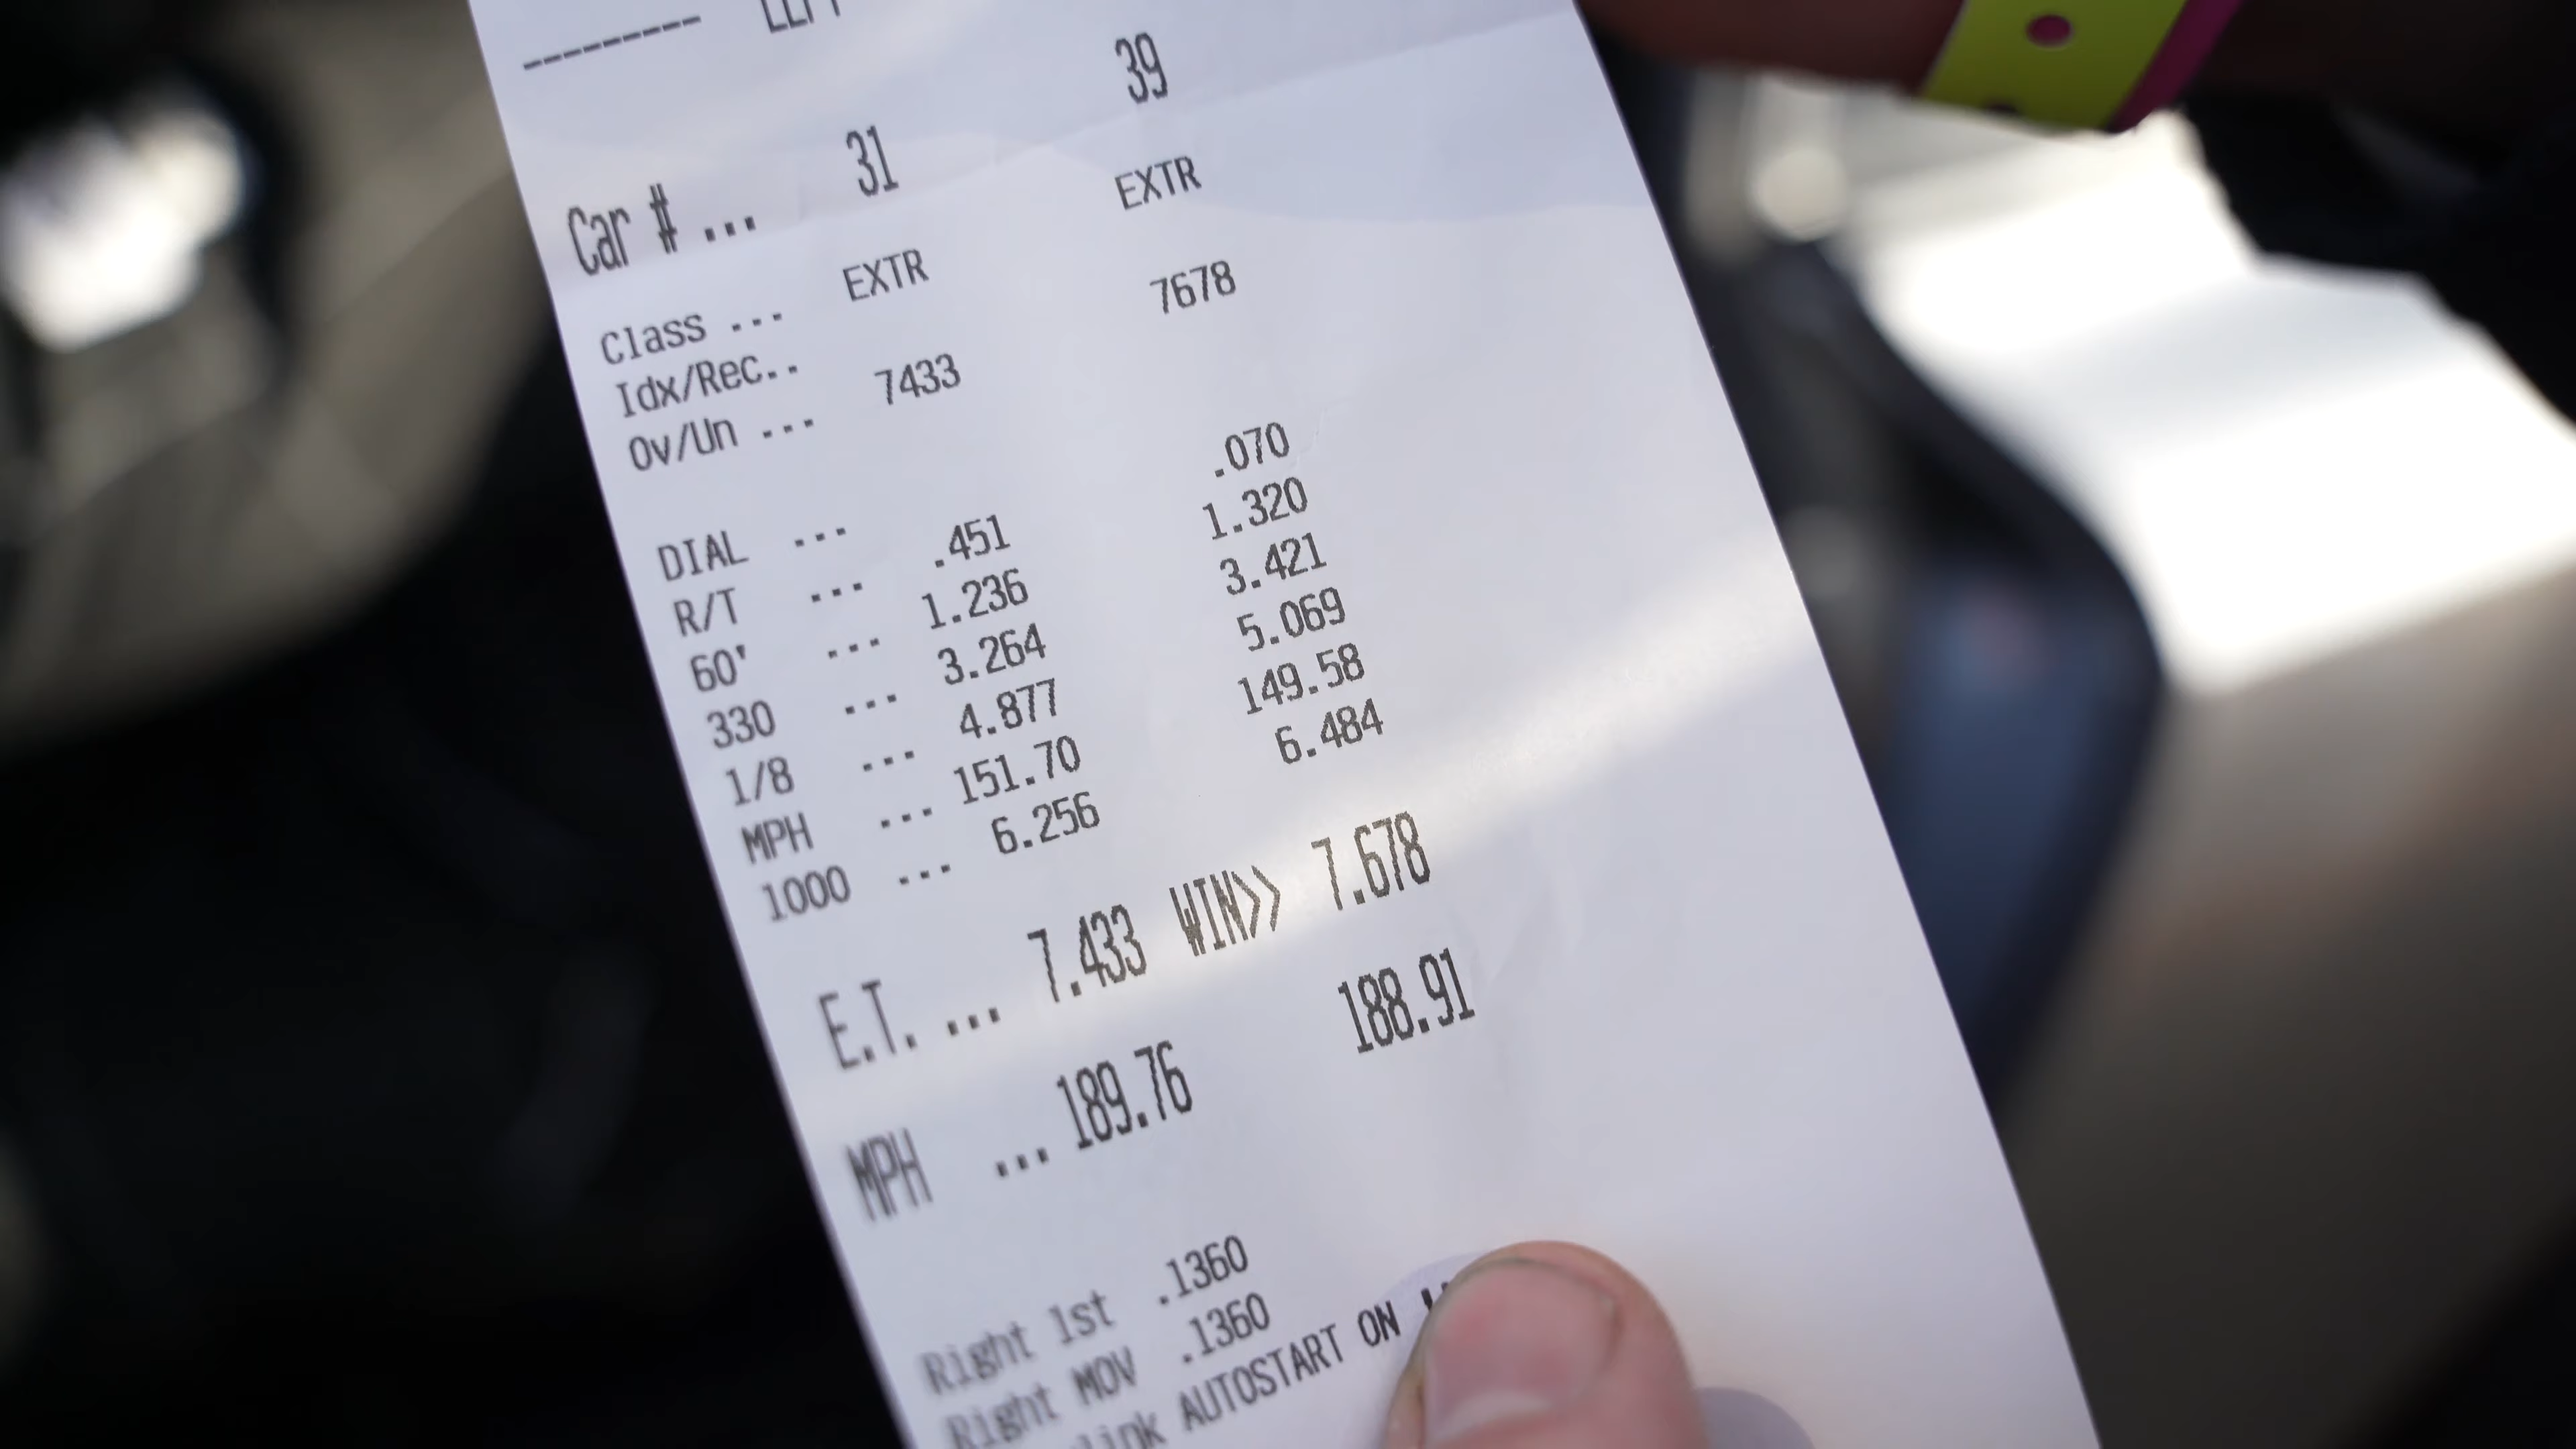 --------- LEFT
Car # ... 31 39
Class ... EXTR EXTR
Idx/Rec..
Ov/Un ... 7433 7678
DIAL ...
R/T ... .451 .070
60' ... 1.236 1.320
330 ... 3.264 3.421
1/8 ... 4.877 5.069
MPH ... 151.70 149.58
1000 ... 6.256 6.484
E.T. ... 7.433 WIN>> 7.678
MPH ... 189.76 188.91
Right 1st .1360
Right MOV .1360
AUTOSTART ON